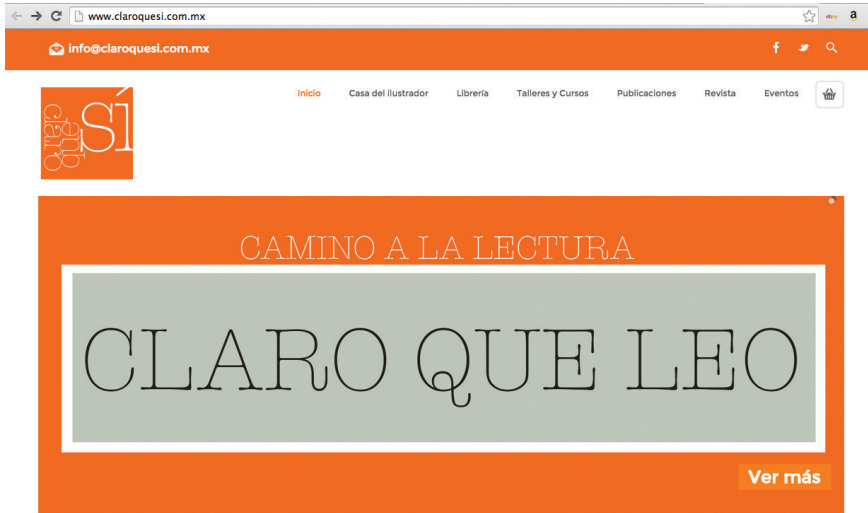 www.claroquesi.com.mx
ebay a
info@claroquesi.com.mx
Inicio Casa del ilustrador Librería Talleres y Cursos Publicaciones Revista Eventos
claro que SÍ
CAMINO A LA LECTURA
CLARO QUE LEO
Ver más